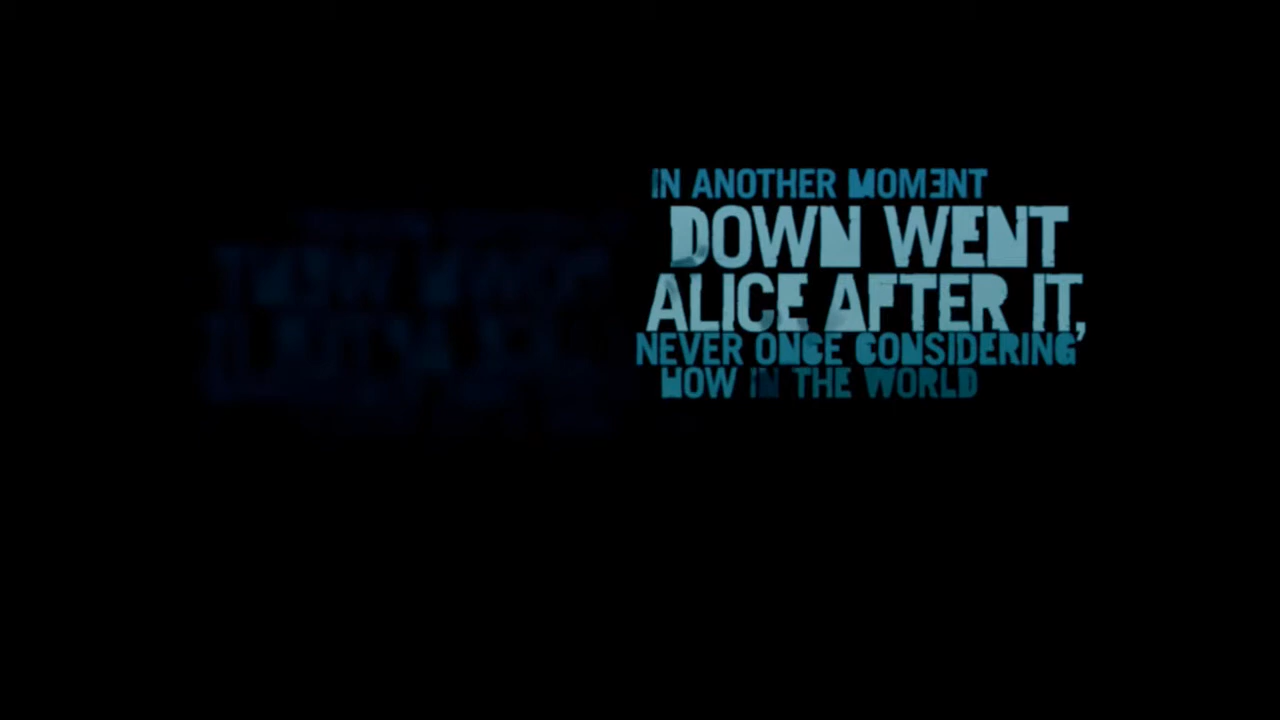 IN ANOTHER MOMENT
DOWN WENT
ALICE AFTER IT,
NEVER ONCE CONSIDERING
HOW IN THE WORLD